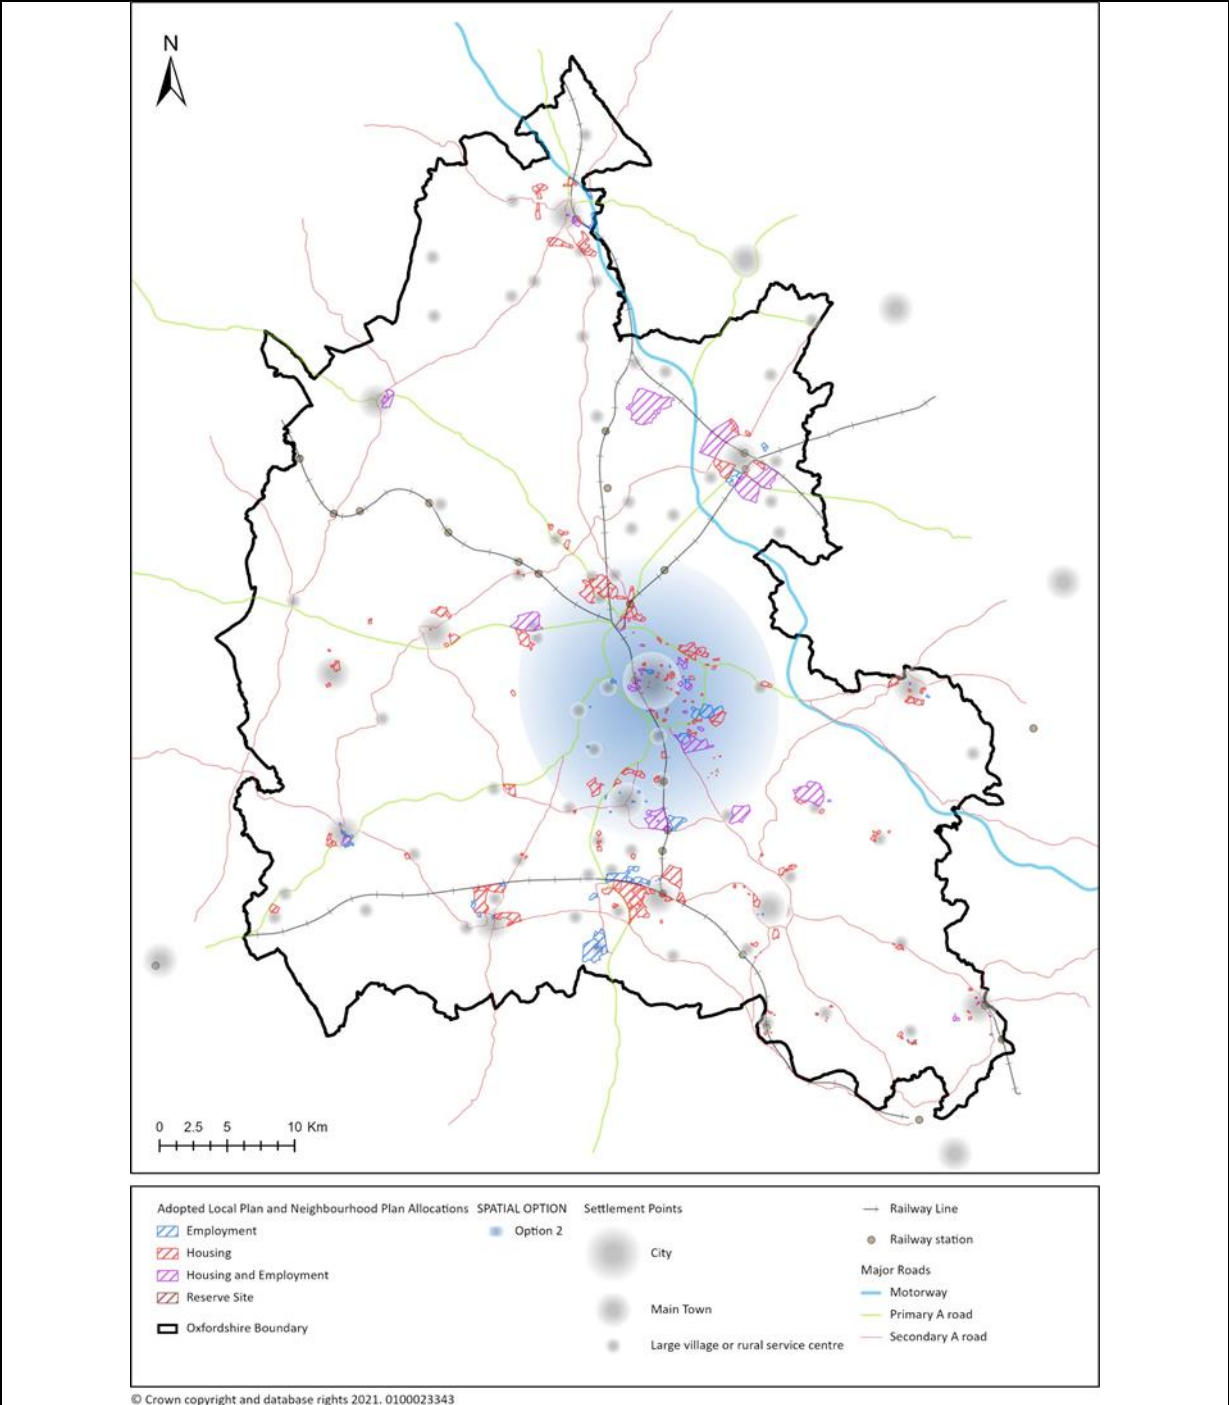 N
0 2.5 5 10 Km
Adopted Local Plan and Neighbourhood Plan Allocations
Employment
Housing
Housing and Employment
Reserve Site
Oxfordshire Boundary
SPATIAL OPTION
Option 2
Settlement Points
City
Main Town
Large village or rural service centre
Railway Line
Railway station
Major Roads
Motorway
Primary A road
Secondary A road
© Crown copyright and database rights 2021. 0100023343